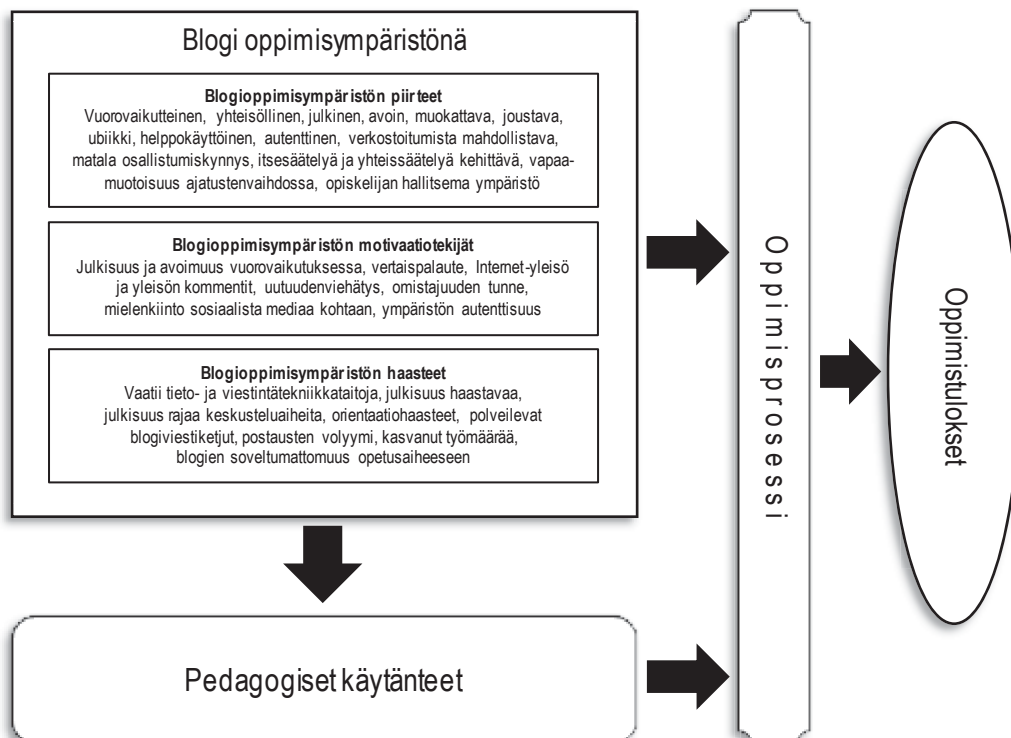 Blogi oppimisympäristönä
Blogioppimisympäristön piirteet
Vuorovaikutteinen, yhteisöllinen, julkinen, avoin, muokattava, joustava,
ubiikki, helppokäyttöinen, autenttinen, verkostoitumista mahdollistava,
matala osallistumiskynnys, itsesäätelyä ja yhteissäätelyä kehittävä, vapaa-
muotoisuus ajatustenvaihdossa, opiskelijan hallitsema ympäristö
Blogioppimisympäristön motivaatiotekijät
Julkisuus ja avoimuus vuorovaikutuksessa, vertaispalaute, Internet-yleisö
ja yleisön kommentit, uutuudenviehätys, omistajuuden tunne,
mielenkiinto sosiaalista mediaa kohtaan, ympäristön autenttisuus
Blogioppimisympäristön haasteet
Vaatii tieto- ja viestintätekniikkataitoja, julkisuus haastavaa,
julkisuus rajaa keskusteluaiheita, orientaatiohaasteet, polveilevat
blogiviestiketjut, postausten volyymi, kasvanut työmäärää,
blogien soveltumattomuus opetusaiheeseen
Pedagogiset käytänteet
Oppimisprosessi
Oppimistulokset